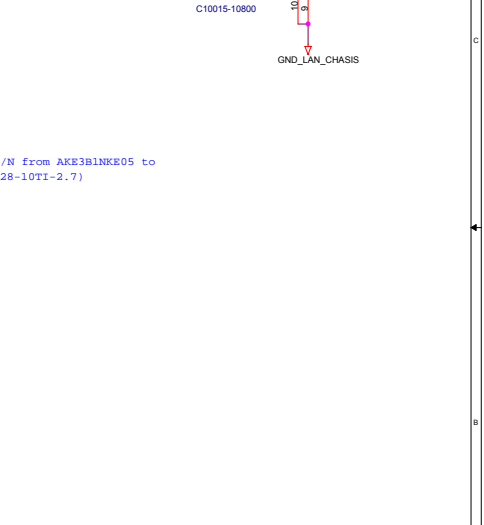 C10015-10800
10
9
GND_LAN_CHASIS
C
/N from AKE3B1NKE05 to
28-10TI-2.7)
B